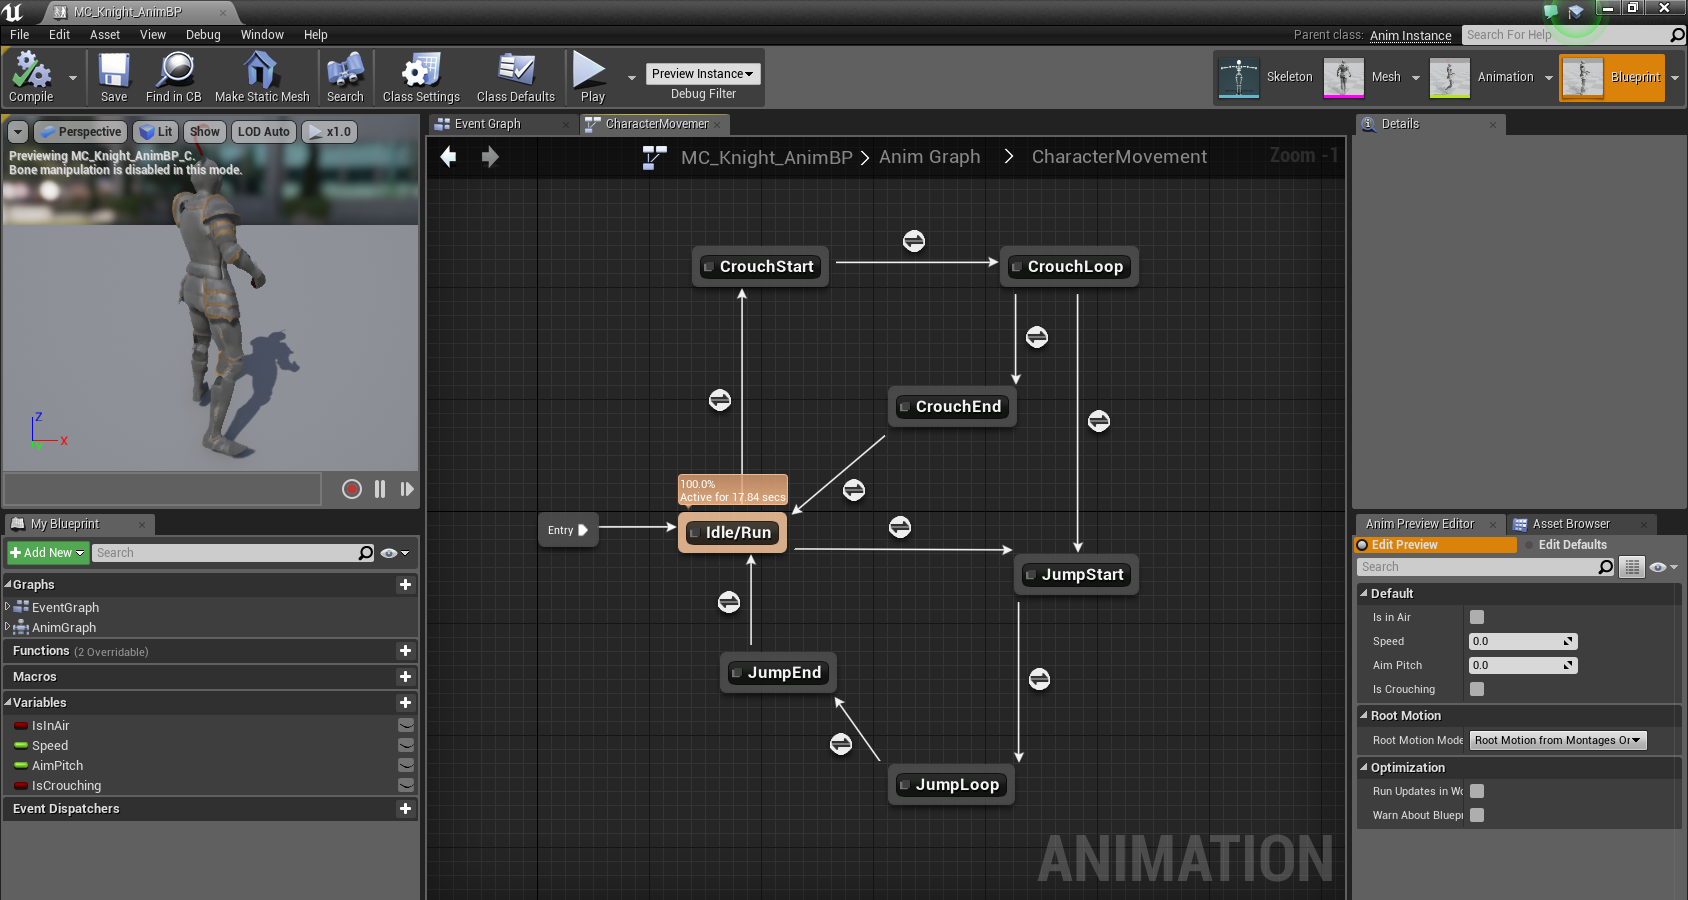 MC_Knight_AnimBP
File Edit Asset View Debug Window Help
Parent class: Anim Instance
Search For Help
Compile
Save
Find in CB
Make Static Mesh
Search
Class Settings
Class Defaults
Play
Preview Instance
Debug Filter
Skeleton
Mesh
Animation
Blueprint
Perspective
Lit
Show
LOD Auto
x1.0
Previewing MC_Knight_AnimBP_C.
Bone manipulation is disabled in this mode.
Z
X
My Blueprint
Add New
Search
Graphs
EventGraph
AnimGraph
Functions (2 Overridable)
Macros
Variables
IsInAir
Speed
AimPitch
IsCrouching
Event Dispatchers
Event Graph
CharacterMovemer
MC_Knight_AnimBP > Anim Graph > CharacterMovement
Zoom -1
CrouchStart
CrouchLoop
CrouchEnd
100.0%
Active for 17.84 secs
Entry
Idle/Run
JumpStart
JumpEnd
JumpLoop
ANIMATION
Details
Anim Preview Editor
Asset Browser
Edit Preview
Edit Defaults
Search
Default
Is in Air
Speed
0.0
Aim Pitch
0.0
Is Crouching
Root Motion
Root Motion Mode
Root Motion from Montages Or
Optimization
Run Updates in Wo
Warn About Bluepr